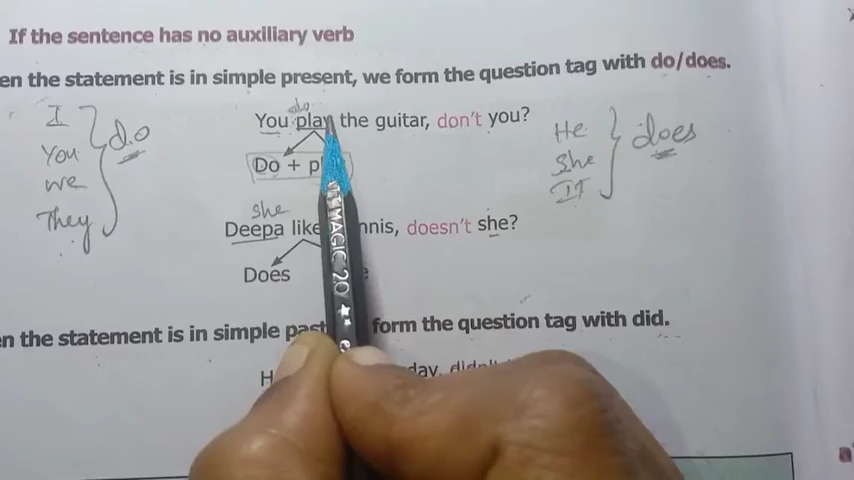 If the sentence has no auxiliary verb
en the statement is in simple present, we form the question tag with do/does.
I
You
we
They
do
do
You play the guitar, don't you?
Do + p
He
She
IT
does
she
Deepa like nnis, doesn't she?
Does e
MAGIC 20
n the statement is in simple past form the question tag with did.
H day, didn't